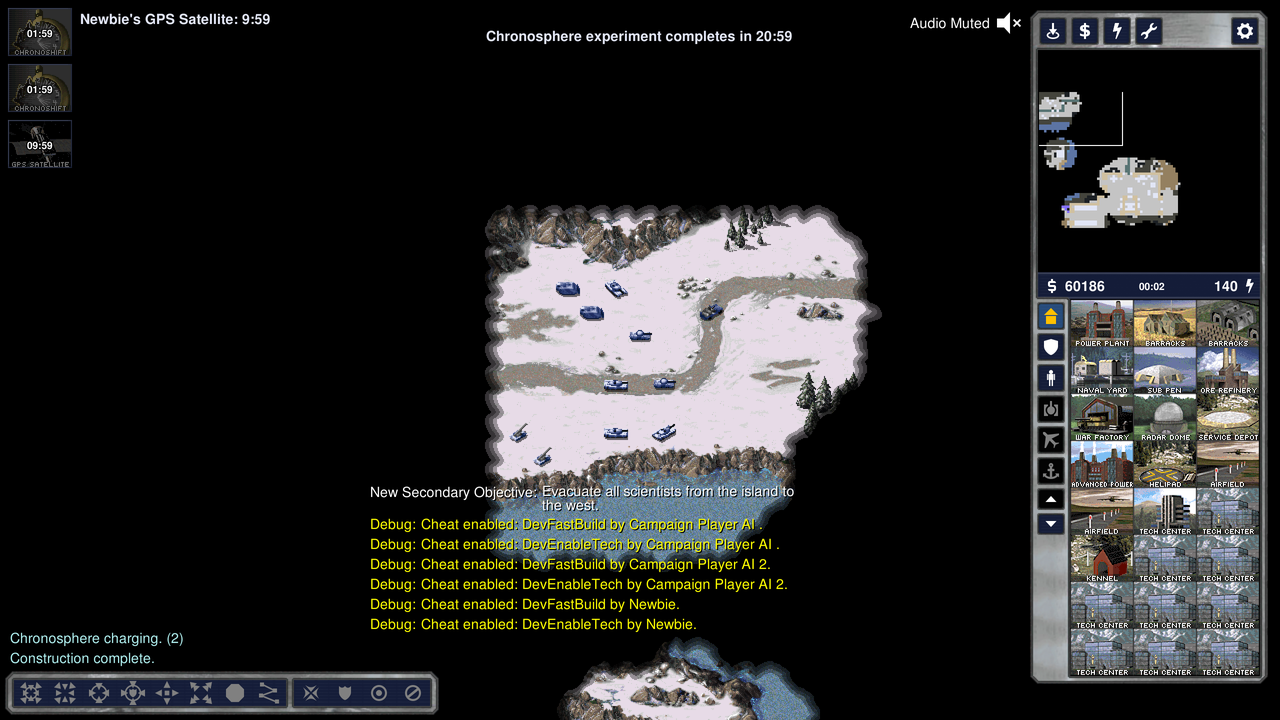 01:59
CHRONOSHIFT
01:59
CHRONOSHIFT
09:59
GPS SATELLITE
Newbie's GPS Satellite: 9:59
Chronosphere experiment completes in 20:59
Audio Muted
$
$ 60186
00:02
140
POWER PLANT
BARRACKS
BARRACKS
NAVAL YARD
SUB PEN
ORE REFINERY
WAR FACTORY
RADAR DOME
SERVICE DEPOT
ADVANCED POWER
HELIPAD
AIRFIELD
AIRFIELD
TECH CENTER
TECH CENTER
KENNEL
TECH CENTER
TECH CENTER
TECH CENTER
TECH CENTER
TECH CENTER
TECH CENTER
TECH CENTER
TECH CENTER
New Secondary Objective: Evacuate all scientists from the island to
the west.
Debug: Cheat enabled: DevFastBuild by Campaign Player AI .
Debug: Cheat enabled: DevEnableTech by Campaign Player AI .
Debug: Cheat enabled: DevFastBuild by Campaign Player AI 2.
Debug: Cheat enabled: DevEnableTech by Campaign Player AI 2.
Debug: Cheat enabled: DevFastBuild by Newbie.
Debug: Cheat enabled: DevEnableTech by Newbie.
Chronosphere charging. (2)
Construction complete.